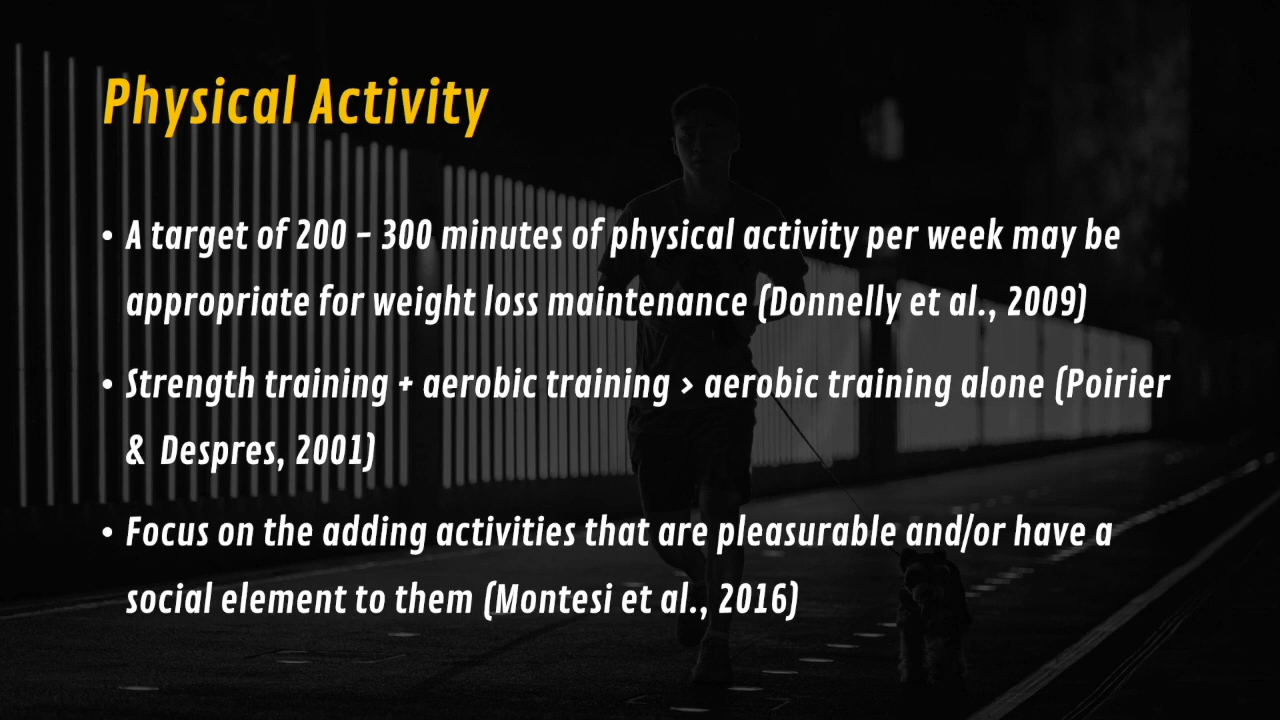 Physical Activity
• A target of 200 – 300 minutes of physical activity per week may be
appropriate for weight loss maintenance (Donnelly et al., 2009)
• Strength training + aerobic training > aerobic training alone (Poirier
& Despres, 2001)
• Focus on the adding activities that are pleasurable and/or have a
social element to them (Montesi et al., 2016)